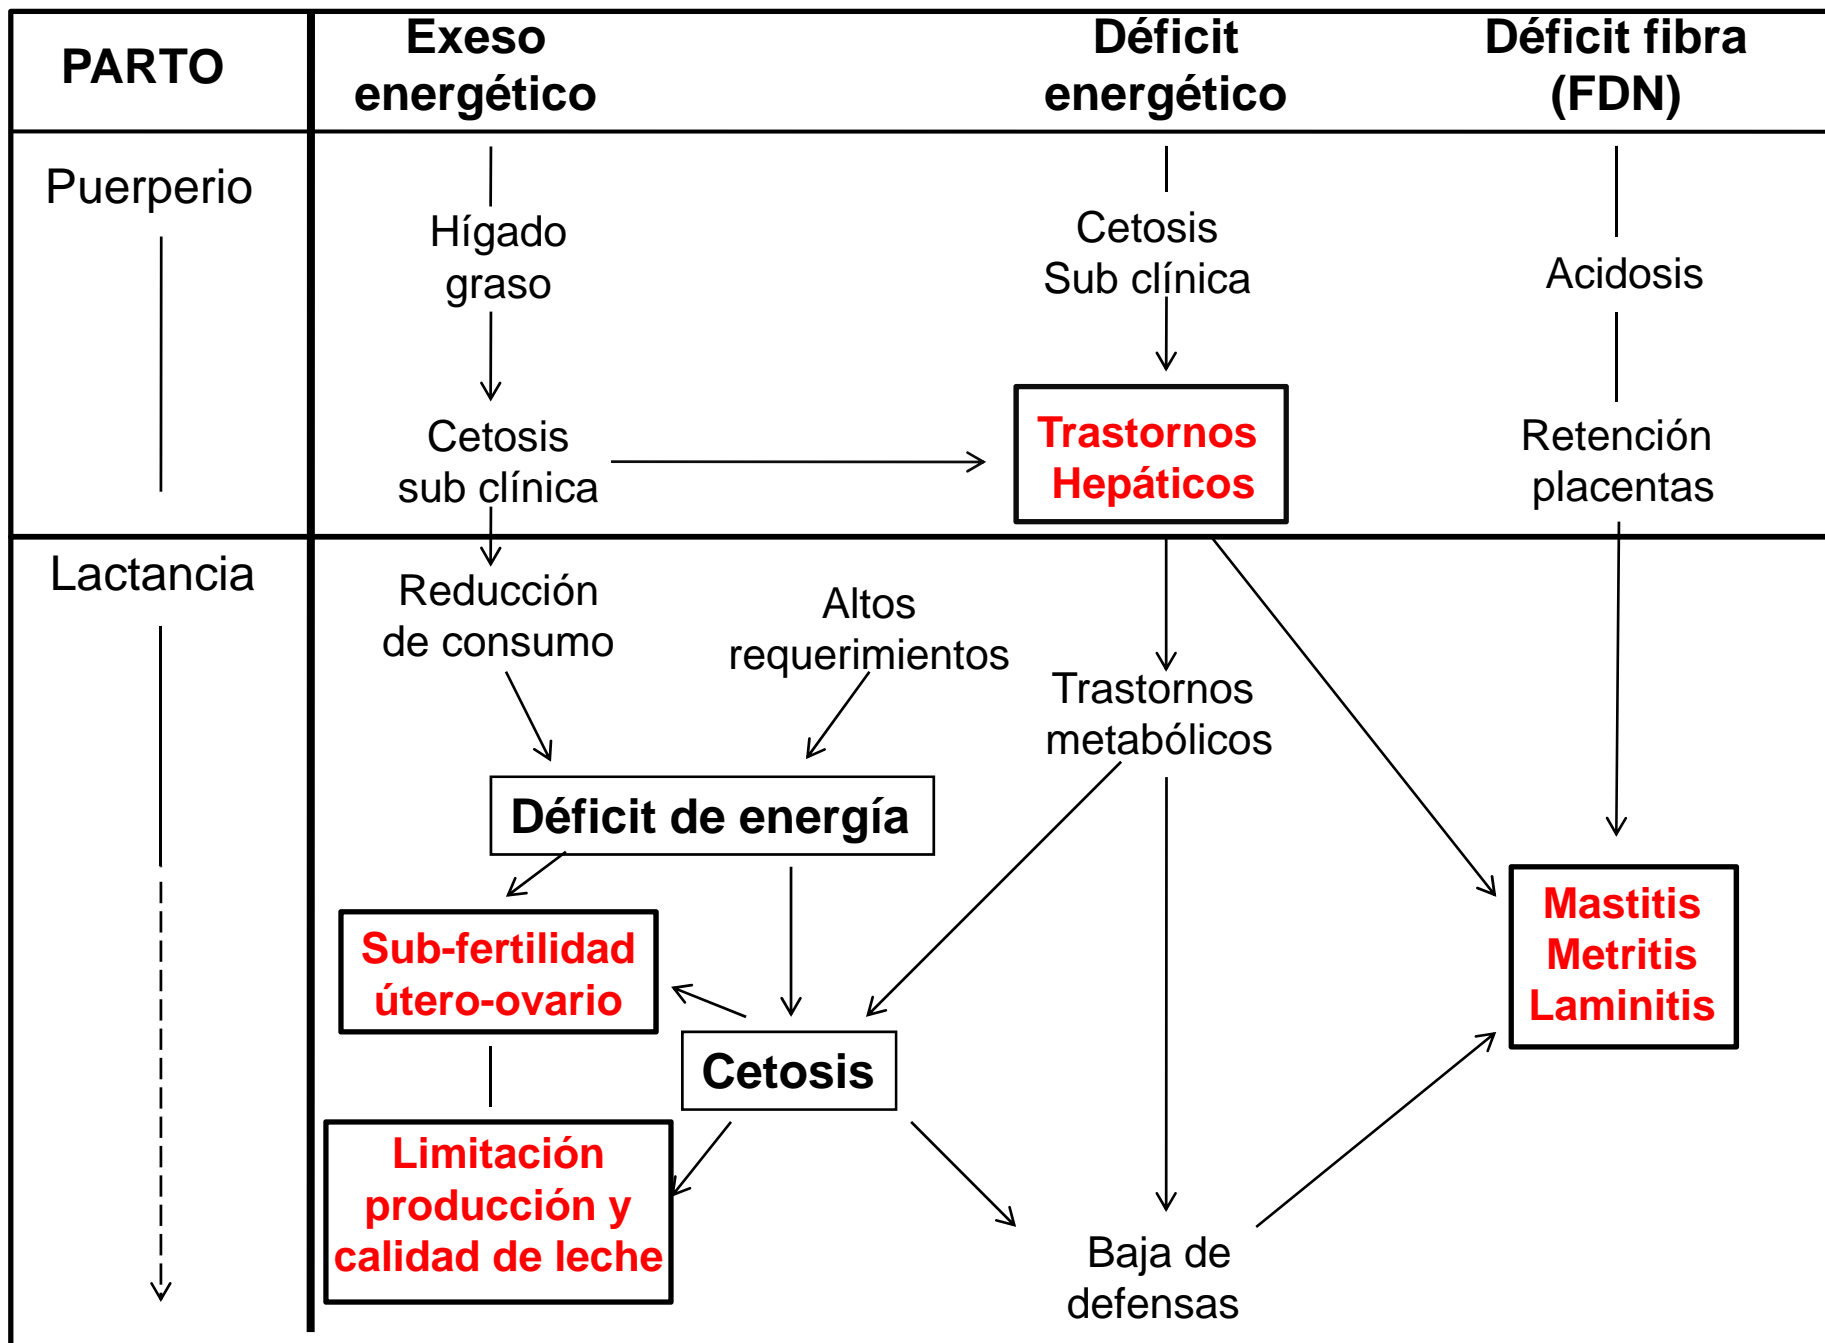 PARTO
Exeso
energético
Déficit
energético
Déficit fibra
(FDN)
Puerperio
Hígado
graso
Cetosis
Sub clínica
Acidosis
Cetosis
sub clínica
Trastornos
Hepáticos
Retención
placentas
Lactancia
Reducción
de consumo
Altos
requerimientos
Trastornos
metabólicos
Déficit de energía
Sub-fertilidad
útero-ovario
Mastitis
Metritis
Laminitis
Cetosis
Limitación
producción y
calidad de leche
Baja de
defensas